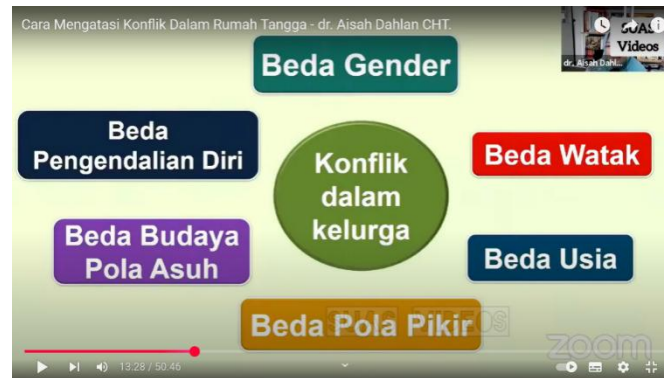 Cara Mengatasi Konflik Dalam Rumah Tangga - dr. Aisah Dahlan CHT.
Videos
dr. Aisah Dahl...
Beda Gender
Beda
Pengendalian Diri
Konflik
dalam
kelurga
Beda Watak
Beda Budaya
Pola Asuh
Beda Usia
Beda Pola Pikir
zoom
13:28 / 50:46